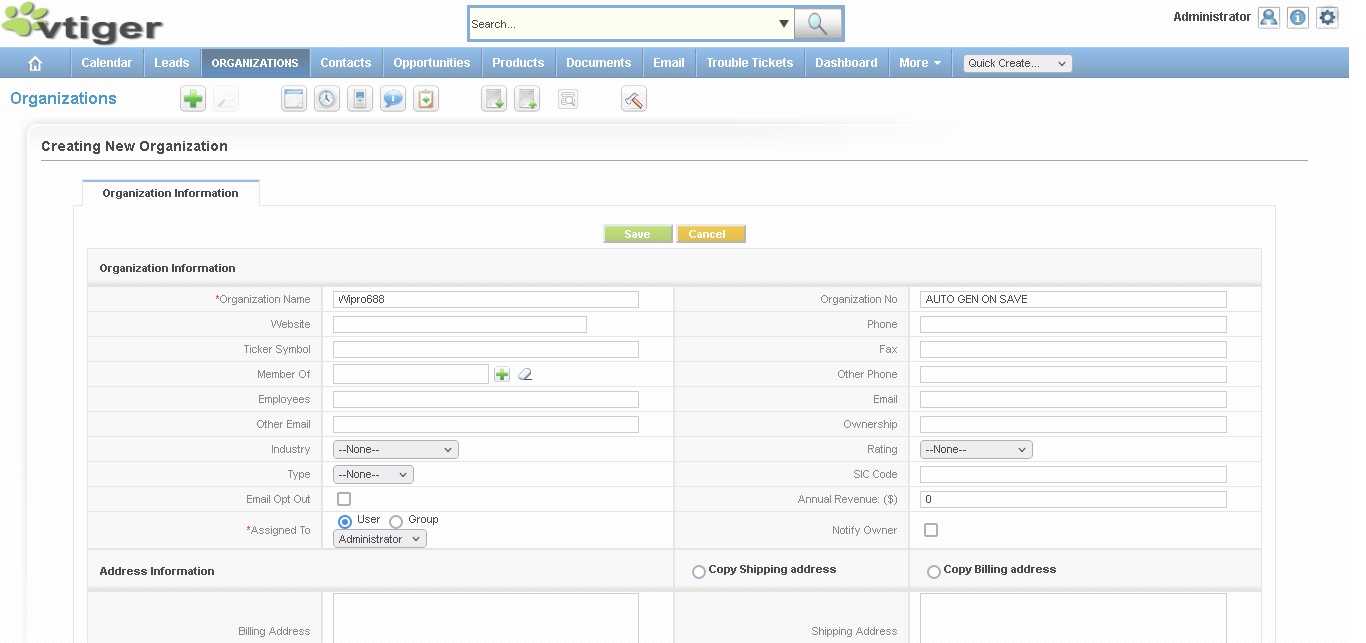 vtiger
Search...
Administrator
Calendar Leads ORGANIZATIONS Contacts Opportunities Products Documents Email Trouble Tickets Dashboard More Quick Create...
Organizations
Creating New Organization
Organization Information
Save Cancel
Organization Information
*Organization Name Wipro688 Organization No AUTO GEN ON SAVE
Website Phone
Ticker Symbol Fax
Member Of Other Phone
Employees Email
Other Email Ownership
Industry --None-- Rating --None--
Type --None-- SIC Code
Email Opt Out Annual Revenue: ($) 0
User Group
*Assigned To Notify Owner
Administrator
Address Information Copy Shipping address Copy Billing address
Billing Address Shipping Address